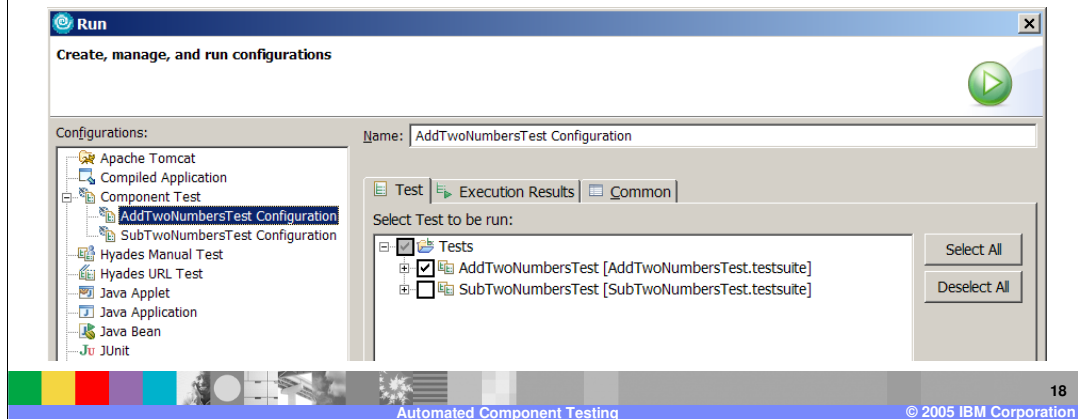 Run
Create, manage, and run configurations
Configurations:
Apache Tomcat
Compiled Application
Component Test
AddTwoNumbersTest Configuration
SubTwoNumbersTest Configuration
Hyades Manual Test
Hyades URL Test
Java Applet
Java Application
Java Bean
JUnit
Name: AddTwoNumbersTest Configuration
Test
Execution Results
Common
Select Test to be run:
Tests
AddTwoNumbersTest [AddTwoNumbersTest.testsuite]
SubTwoNumbersTest [SubTwoNumbersTest.testsuite]
Select All
Deselect All
18
Automated Component Testing
© 2005 IBM Corporation